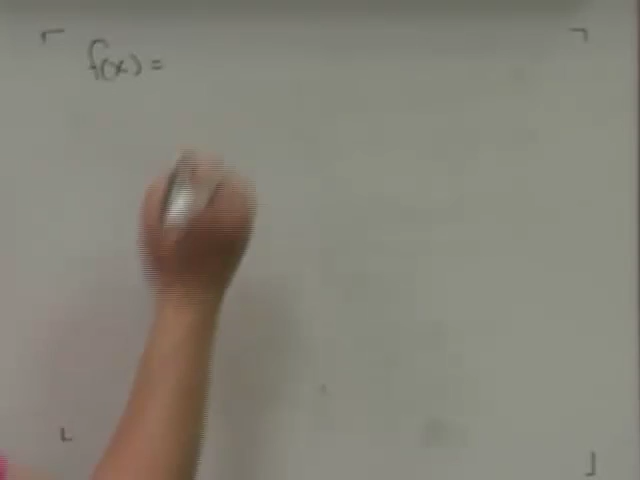 f(x) =